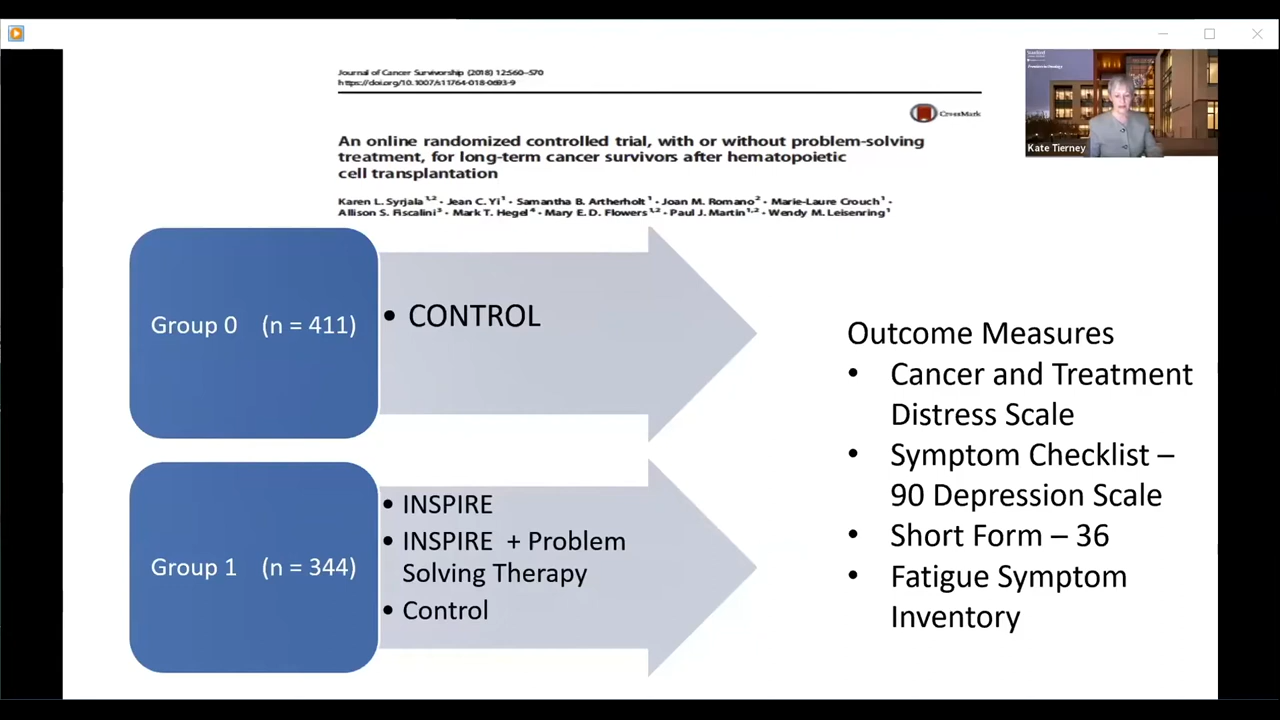 Journal of Cancer Survivorship (2018) 12:560–570
https://doi.org/10.1007/s11764-018-0693-9
CrossMark
An online randomized controlled trial, with or without problem-solving
treatment, for long-term cancer survivors after hematopoietic
cell transplantation
Karen L. Syrjala 1,2 · Jean C. Yi 1 · Samantha B. Artherholt 1 · Joan M. Romano 2 · Marie-Laure Crouch 1 ·
Allison S. Fiscalini 3 · Mark T. Hegel 4 · Mary E. D. Flowers 1,2 · Paul J. Martin 1,2 · Wendy M. Leisenring 1
Stanford
Kate Tierney
Group 0 (n = 411)
• CONTROL
Group 1 (n = 344)
• INSPIRE
• INSPIRE + Problem
Solving Therapy
• Control
Outcome Measures
• Cancer and Treatment
Distress Scale
• Symptom Checklist –
90 Depression Scale
• Short Form – 36
• Fatigue Symptom
Inventory